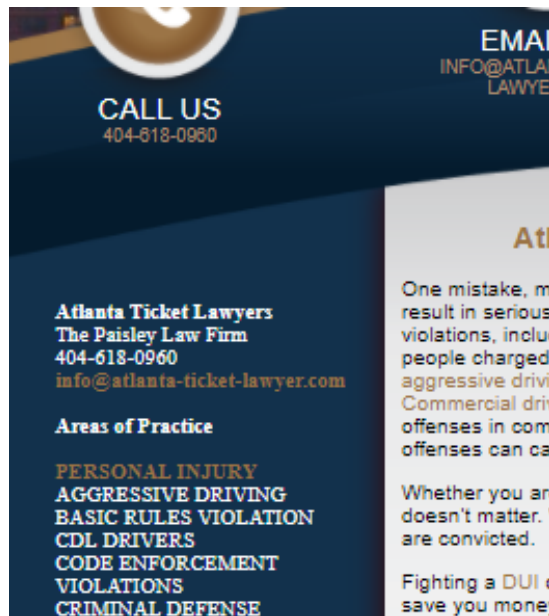 CALL US
404-618-0960
EMAI
INFO@ATLA
LAWYE
Atlanta Ticket Lawyers
The Paisley Law Firm
404-618-0960
info@atlanta-ticket-lawyer.com
Areas of Practice
PERSONAL INJURY
AGGRESSIVE DRIVING
BASIC RULES VIOLATION
CDL DRIVERS
CODE ENFORCEMENT
VIOLATIONS
CRIMINAL DEFENSE
Atl
One mistake, m
result in serious
violations, inclu
people charged
aggressive drivi
Commercial driv
offenses in com
offenses can ca
Whether you ar
doesn't matter.
are convicted.
Fighting a DUI
save you money